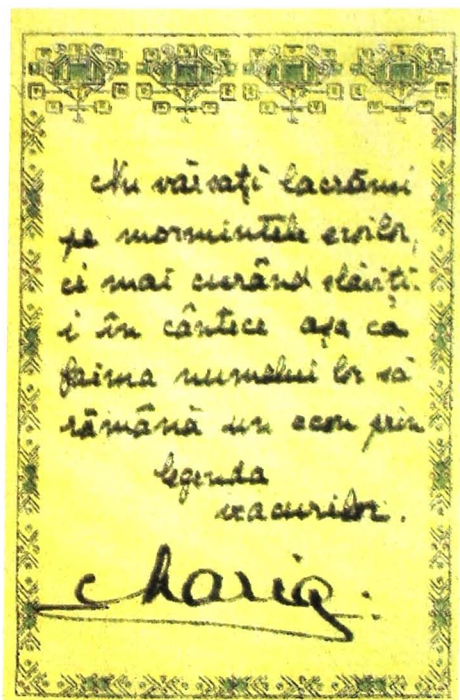 Nu vărsați lacrămi
pe mormintele eroilor,
ci mai curând slăviți-
i în cântece așa ca
faima numelui lor să
rămână un ecou prin
legenda
veacurilor.
Maria.